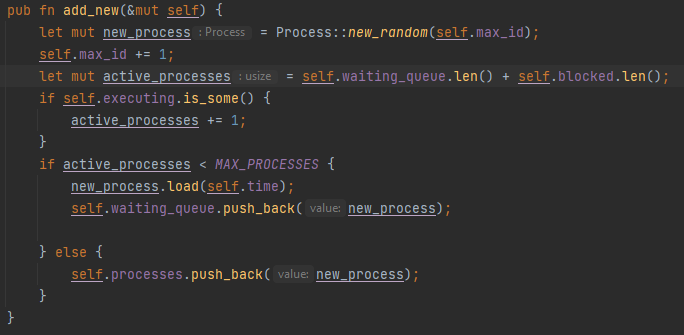 pub fn add_new(&mut self) {
    let mut new_process : Process = Process::new_random(self.max_id);
    self.max_id += 1;
    let mut active_processes : usize = self.waiting_queue.len() + self.blocked.len();
    if self.executing.is_some() {
        active_processes += 1;
    }
    if active_processes < MAX_PROCESSES {
        new_process.load(self.time);
        self.waiting_queue.push_back( value: new_process);
    } else {
        self.processes.push_back( value: new_process);
    }
}